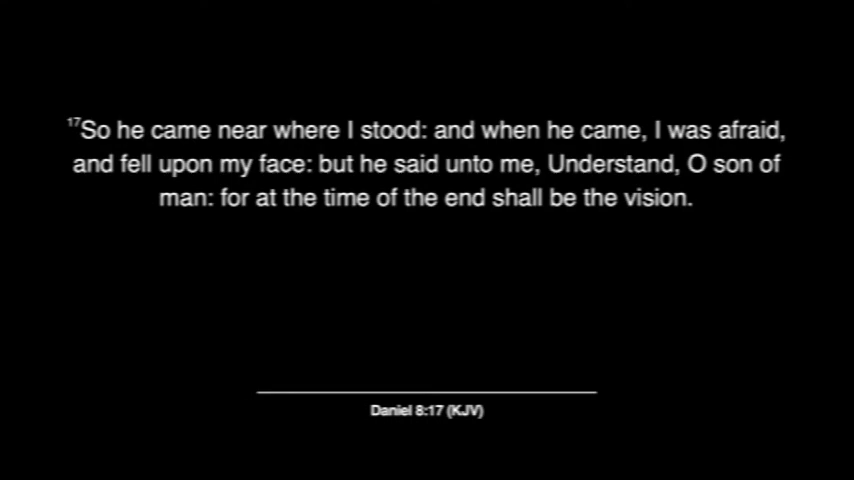 17So he came near where I stood: and when he came, I was afraid,
and fell upon my face: but he said unto me, Understand, O son of
man: for at the time of the end shall be the vision.
Daniel 8:17 (KJV)